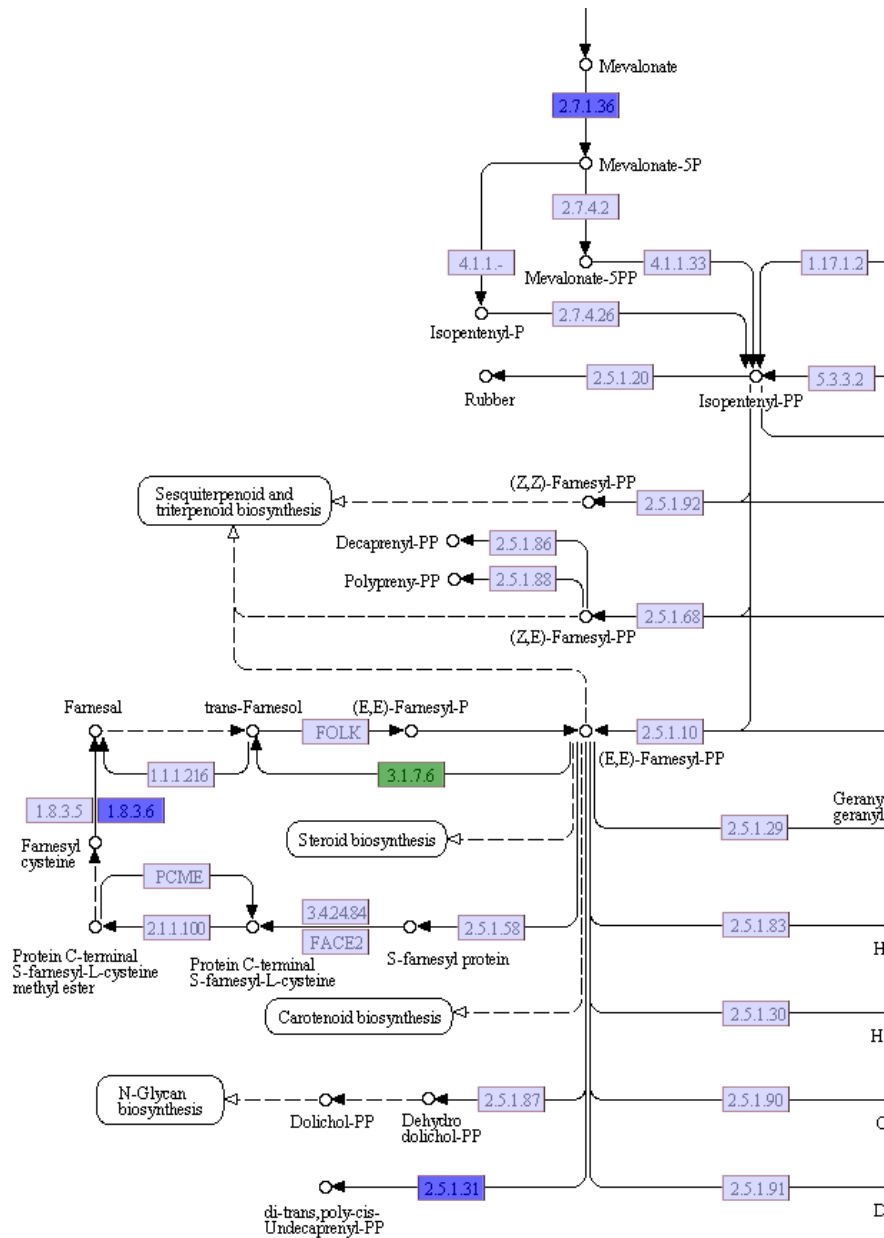 Mevalonate
2.7.1.36
Mevalonate-5P
2.7.4.2
4.1.1.-
4.1.1.33
1.17.1.2
Mevalonate-5PP
2.7.4.26
Isopentenyl-P
2.5.1.20
5.3.3.2
Rubber
Isopentenyl-PP
Sesquiterpenoid and
triterpenoid biosynthesis
(Z,Z)-Farnesyl-PP
2.5.1.92
Decaprenyl-PP
2.5.1.86
Polypreny-PP
2.5.1.88
2.5.1.68
(Z,E)-Farnesyl-PP
Farnesal
trans-Farnesol
(E,E)-Farnesyl-P
FOLK
2.5.1.10
(E,E)-Farnesyl-PP
1.1.1.216
3.1.7.6
1.8.3.5
1.8.3.6
Farnesyl
cysteine
Steroid biosynthesis
2.5.1.29
Gerany
geranyl
PCME
3.4.24.84
2.1.1.100
FACE2
2.5.1.58
2.5.1.83
Protein C-terminal
S-farnesyl-L-cysteine
methyl ester
Protein C-terminal
S-farnesyl-L-cysteine
S-farnesyl protein
H
Carotenoid biosynthesis
2.5.1.30
H
N-Glycan
biosynthesis
Dolichol-PP
Dehydro
dolichol-PP
2.5.1.87
2.5.1.90
2.5.1.31
2.5.1.91
di-trans,poly-cis-
Undecaprenyl-PP
D